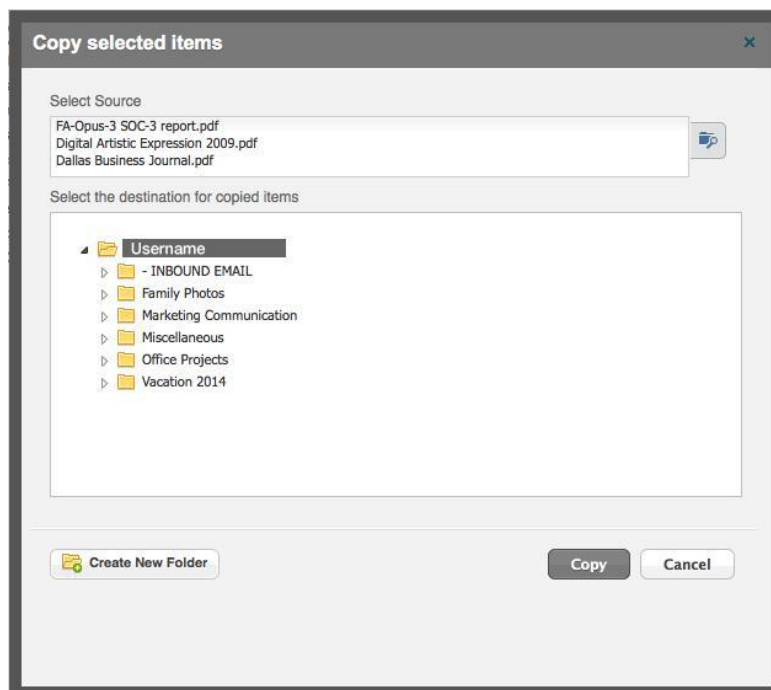 Copy selected items
Select Source
FA-Opus-3 SOC-3 report.pdf
Digital Artistic Expression 2009.pdf
Dallas Business Journal.pdf
Select the destination for copied items
Username
- INBOUND EMAIL
Family Photos
Marketing Communication
Miscellaneous
Office Projects
Vacation 2014
Create New Folder
Copy
Cancel